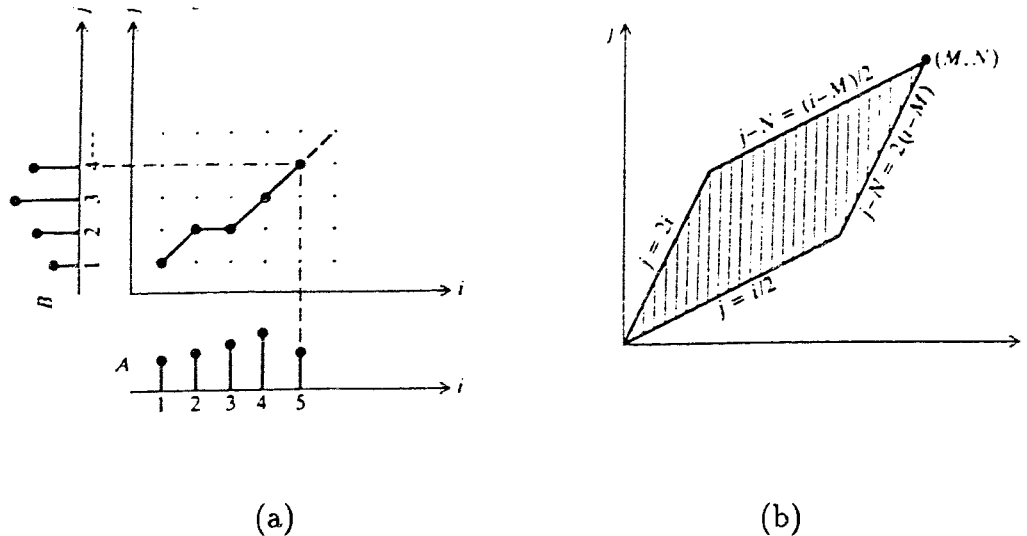 j
j
1 2 3 4
B
i
A
i
1 2 3 4 5
(a)
j
(M, N)
j-N = (i-M)/2
j-N = 2(i-M)
j = 2i
j = i/2
(b)